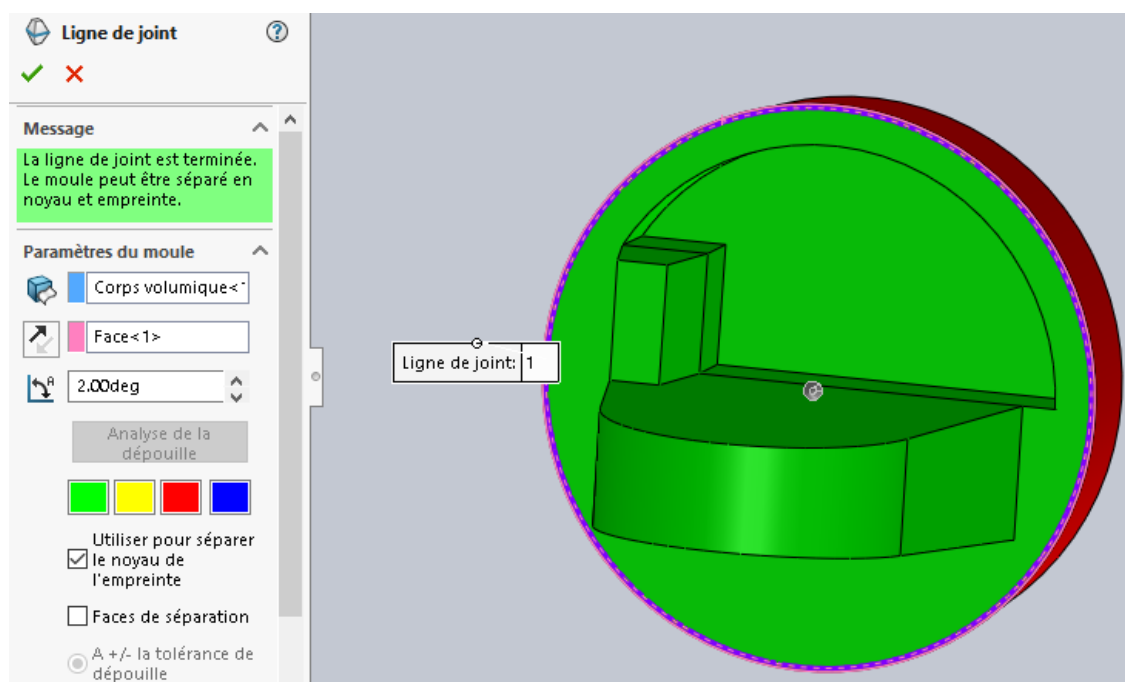 Ligne de joint
Message
La ligne de joint est terminée.
Le moule peut être séparé en
noyau et empreinte.
Paramètres du moule
Corps volumique<1
Face<1>
2.00deg
Analyse de la
dépouille
Utiliser pour séparer
le noyau de
l'empreinte
Faces de séparation
A +/- la tolérance de
dépouille
Ligne de joint: 1